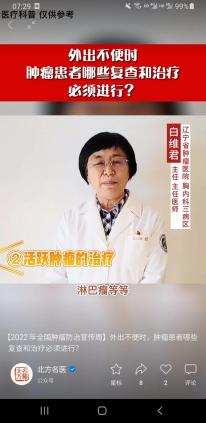 07:29
99%
医疗科普 仅供参考
外出不便时
肿瘤患者哪些复查和治疗
必须进行？
白维君
辽宁省肿瘤医院 胸内科三病区
主任 主任医师
②活跃肿瘤的治疗
淋巴瘤等等
【2022年全国肿瘤防治宣传周】外出不便时，肿瘤患者哪些
复查和治疗必须进行？
北方名医
公众号
星标
8
2
评论